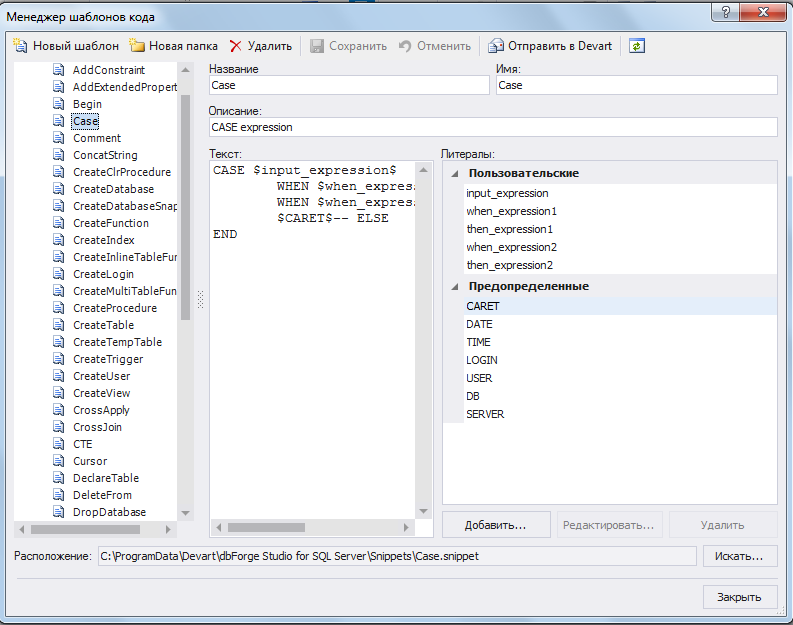 Менеджер шаблонов кода
Новый шаблон Новая папка Удалить Сохранить Отменить Отправить в Devart
AddConstraint
AddExtendedPropert
Begin
Case
Comment
ConcatString
CreateClrProcedure
CreateDatabase
CreateDatabaseSnap
CreateFunction
CreateIndex
CreateInlineTableFun
CreateLogin
CreateMultiTableFun
CreateProcedure
CreateTable
CreateTempTable
CreateTrigger
CreateUser
CreateView
CrossApply
CrossJoin
CTE
Cursor
DeclareTable
DeleteFrom
DropDatabase
Название
Case
Имя:
Case
Описание:
CASE expression
Текст:
CASE $input_expression$
WHEN $when_expres
WHEN $when_expres
$CARET$-- ELSE
END
Литералы:
Пользовательские
input_expression
when_expression1
then_expression1
when_expression2
then_expression2
Предопределенные
CARET
DATE
TIME
LOGIN
USER
DB
SERVER
Добавить... Редактировать... Удалить
Расположение: C:\ProgramData\Devart\dbForge Studio for SQL Server\Snippets\Case.snippet Искать...
Закрыть